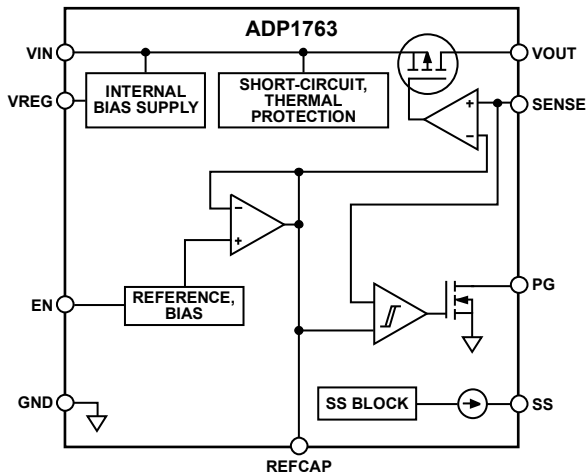 ADP1763
VIN
VOUT
VREG
INTERNAL
BIAS SUPPLY
SHORT-CIRCUIT,
THERMAL
PROTECTION
SENSE
+
−
−
+
EN
REFERENCE,
BIAS
PG
GND
SS BLOCK
SS
REFCAP